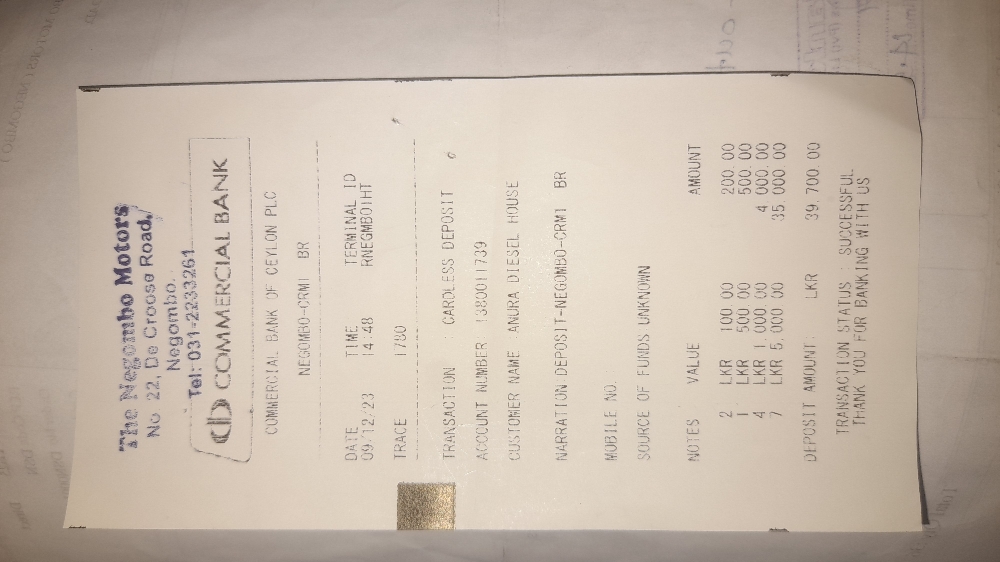 The Negombo Motors
No 22, De Croose Road,
Negombo.
Tel: 031-2233261
COMMERCIAL BANK
COMMERCIAL BANK OF CEYLON PLC
NEGOMBO-CRM1 BR
DATE TIME TERMINAL ID
09/12/23 14:48 RNEGMB01HT
TRACE 1780
TRANSACTION : CARDLESS DEPOSIT
ACCOUNT NUMBER :1380011739
CUSTOMER NAME :ANURA DIESEL HOUSE
NARRATION DEPOSIT-NEGOMBO-CRM1 BR
MOBILE NO.
SOURCE OF FUNDS UNKNOWN
NOTES VALUE AMOUNT
2 LKR 100.00 200.00
1 LKR 500.00 500.00
4 LKR 1,000.00 4,000.00
7 LKR 5,000.00 35,000.00
DEPOSIT AMOUNT: LKR 39,700.00
TRANSACTION STATUS : SUCCESSFUL
THANK YOU FOR BANKING WITH US